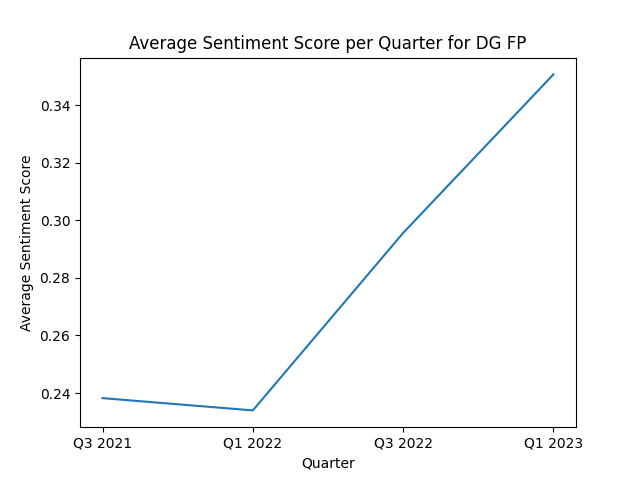 Average Sentiment Score per Quarter for DG FP
Average Sentiment Score
0.34
0.32
0.30
0.28
0.26
0.24
Q3 2021 Q1 2022 Q3 2022 Q1 2023
Quarter